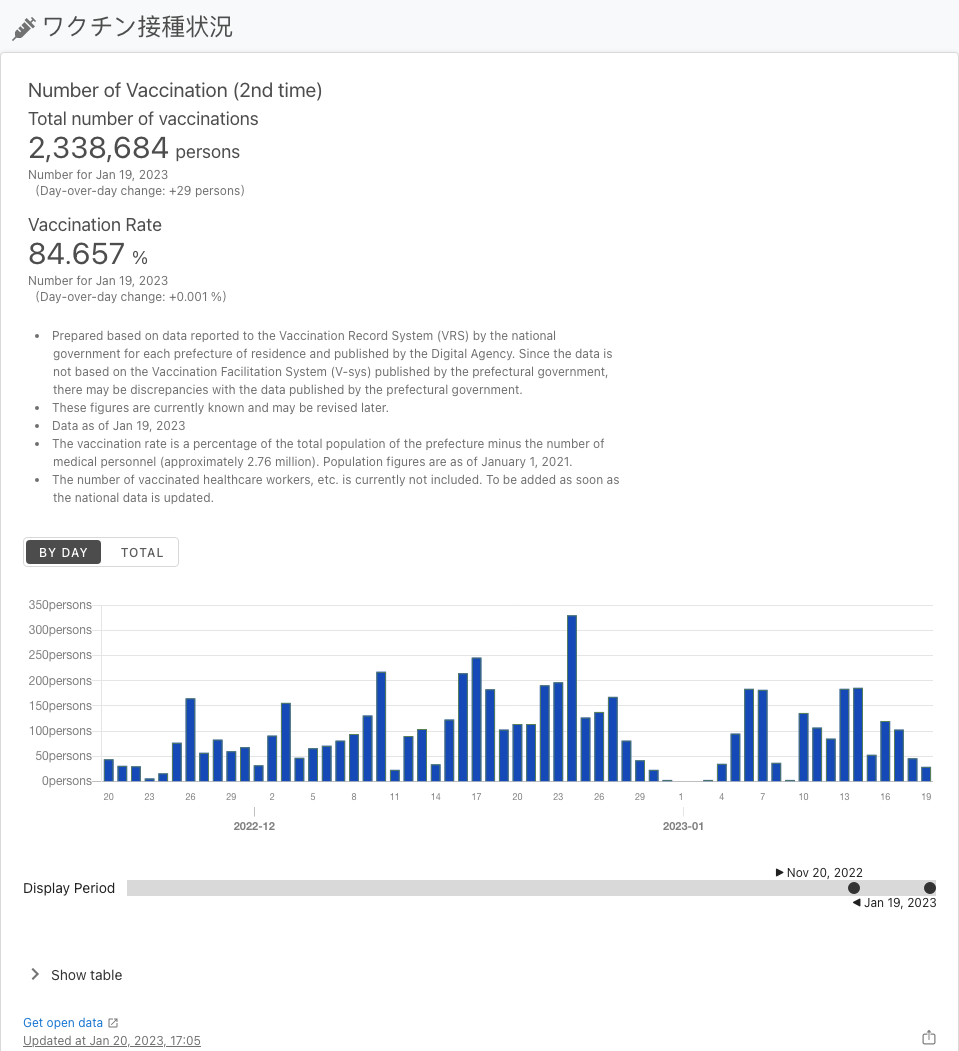 ワクチン接種状況
Number of Vaccination (2nd time)
Total number of vaccinations
2,338,684 persons
Number for Jan 19, 2023
(Day-over-day change: +29 persons)
Vaccination Rate
84.657 %
Number for Jan 19, 2023
(Day-over-day change: +0.001 %)
• Prepared based on data reported to the Vaccination Record System (VRS) by the national
government for each prefecture of residence and published by the Digital Agency. Since the data is
not based on the Vaccination Facilitation System (V-sys) published by the prefectural government,
there may be discrepancies with the data published by the prefectural government.
• These figures are currently known and may be revised later.
• Data as of Jan 19, 2023
• The vaccination rate is a percentage of the total population of the prefecture minus the number of
medical personnel (approximately 2.76 million). Population figures are as of January 1, 2021.
• The number of vaccinated healthcare workers, etc. is currently not included. To be added as soon as
the national data is updated.
BY DAY TOTAL
350persons
300persons
250persons
200persons
150persons
100persons
50persons
0persons
20 23 26 29 2 5 8 11 14 17 20 23 26 29 1 4 7 10 13 16 19
2022-12 2023-01
▶ Nov 20, 2022
Display Period
◀ Jan 19, 2023
Show table
Get open data
Updated at Jan 20, 2023, 17:05